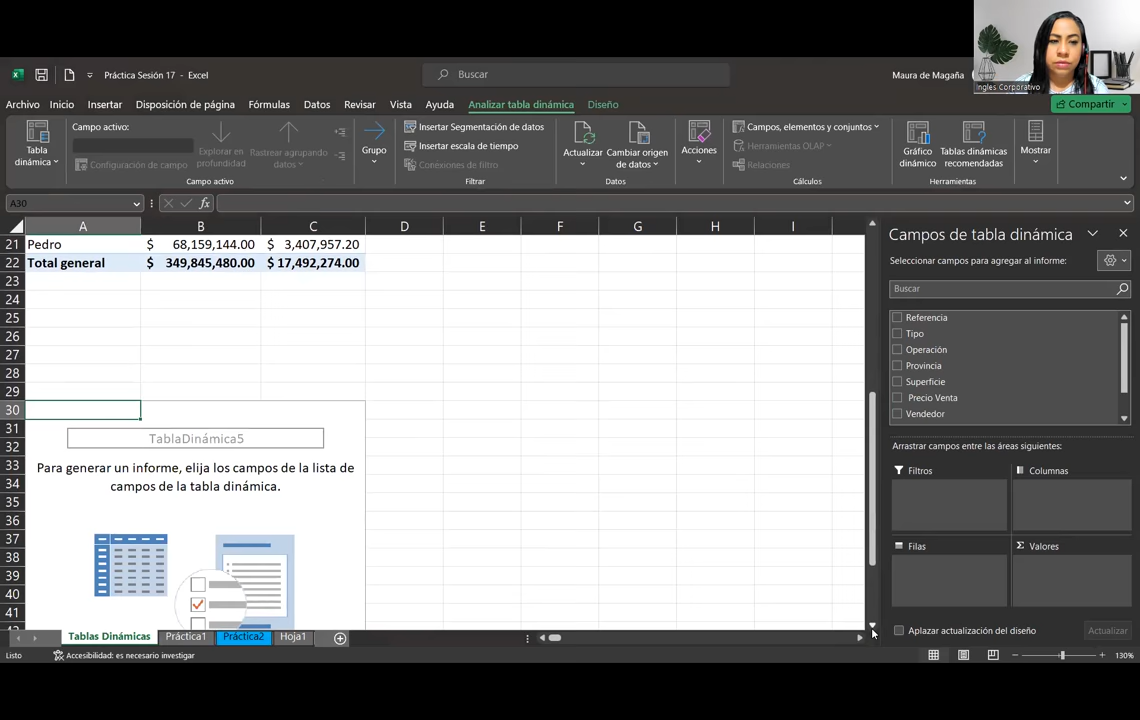 Ingles Corporativo
Práctica Sesión 17 - Excel
Buscar
Maura de Magaña
Archivo Inicio Insertar Disposición de página Fórmulas Datos Revisar Vista Ayuda Analizar tabla dinámica Diseño
Compartir
Tabla dinámica
Campo activo:
Configuración de campo
Explorar en profundidad
Rastrear agrupando datos
Campo activo
Grupo
Insertar Segmentación de datos
Insertar escala de tiempo
Conexiones de filtro
Filtrar
Actualizar
Cambiar origen de datos
Datos
Acciones
Campos, elementos y conjuntos
Herramientas OLAP
Relaciones
Cálculos
Gráfico dinámico
Tablas dinámicas recomendadas
Herramientas
Mostrar
A30
fx
A B C D E F G H I
21 Pedro $ 68,159,144.00 $ 3,407,957.20
22 Total general $ 349,845,480.00 $ 17,492,274.00
23
24
25
26
27
28
29
30
31
32
33
34
35
36
37
38
39
40
41
TablaDinámica5
Para generar un informe, elija los campos de la lista de
campos de la tabla dinámica.
Campos de tabla dinámica
Seleccionar campos para agregar al informe:
Buscar
Referencia
Tipo
Operación
Provincia
Superficie
Precio Venta
Vendedor
Arrastrar campos entre las áreas siguientes:
Filtros
Columnas
Filas
Σ Valores
Aplazar actualización del diseño
Actualizar
Tablas Dinámicas Práctica1 Práctica2 Hoja1
Listo
Accesibilidad: es necesario investigar
130%